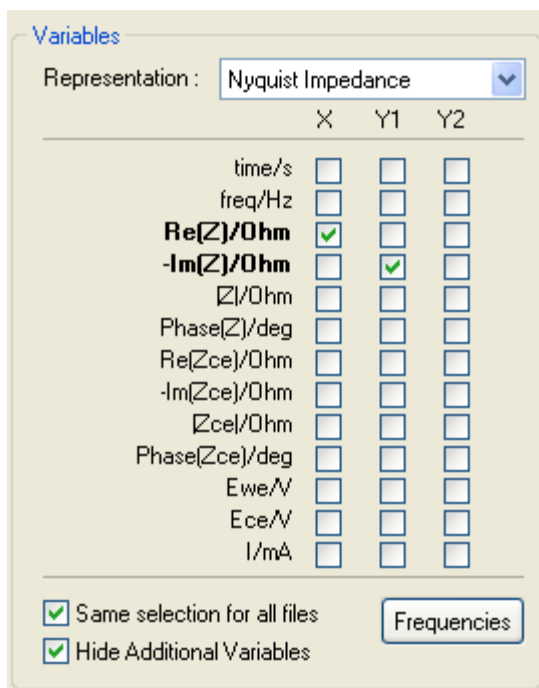 Variables
Representation : Nyquist Impedance
X Y1 Y2
time/s
freq/Hz
Re(Z)/Ohm
-Im(Z)/Ohm
|Z|/Ohm
Phase(Z)/deg
Re(Zce)/Ohm
-Im(Zce)/Ohm
|Zce|/Ohm
Phase(Zce)/deg
Ewe/V
Ece/V
I/mA
Same selection for all files
Frequencies
Hide Additional Variables